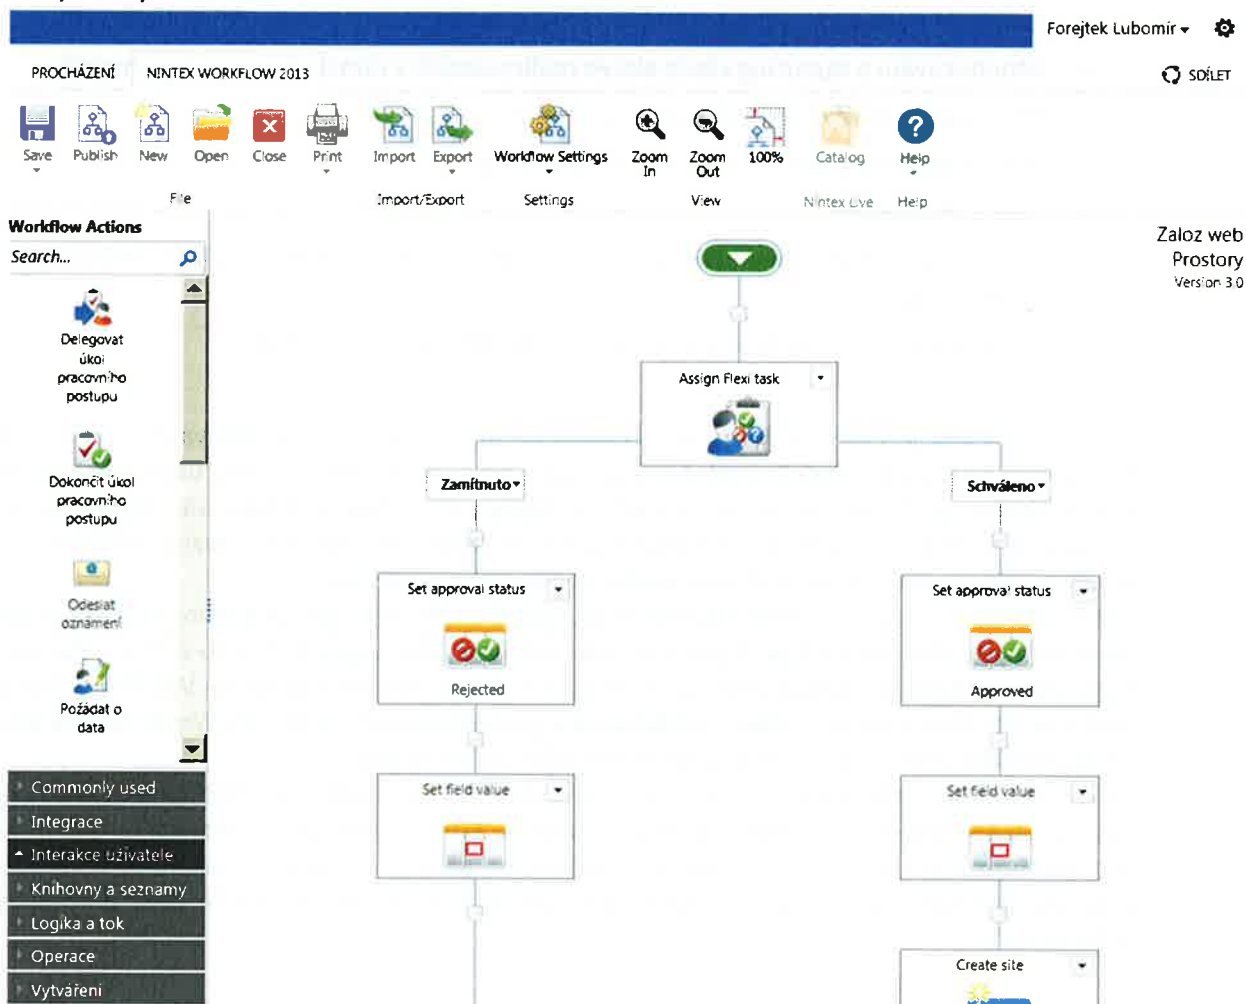 Forejtek Lubomír
PROCHÁZENÍ NINTEX WORKFLOW 2013
SDÍLET
Save Publish New Open Close Print Import Export Workflow Settings Zoom In Zoom Out 100% Catalog Help
File Import/Export Settings View Nintex Live Help
Workflow Actions
Search...
Zaloz web
Prostory
Version 3.0
Delegovat
úkol
pracovního
postupu
Dokončit úkol
pracovního
postupu
Odeslat
oznámení
Požádat o
data
Commonly used
Integrace
Interakce uživatele
Knihovny a seznamy
Logika a tok
Operace
Vytváření
Assign Flexi task
Zamítnuto
Schváleno
Set approval status
Rejected
Set approval status
Approved
Set field value
Set field value
Create site